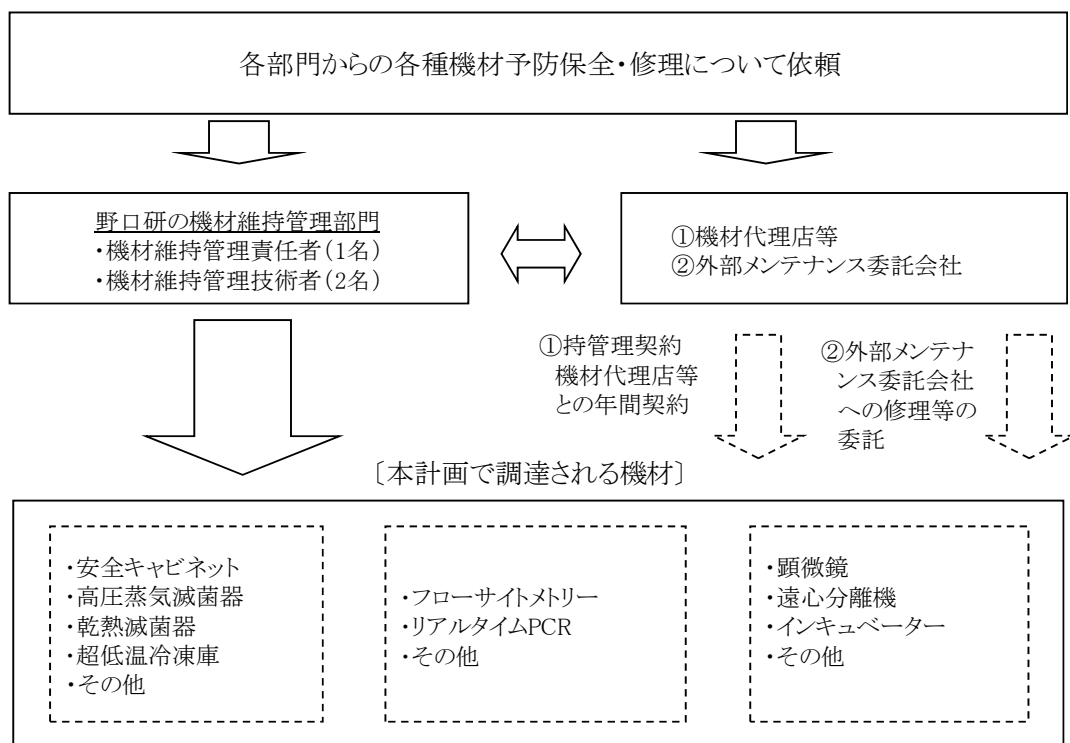 各部門からの各種機材予防保全・修理について依頼
野口研の機材維持管理部門
・機材維持管理責任者(1名)
・機材維持管理技術者(2名)
①機材代理店等
②外部メンテナンス委託会社
①持管理契約
機材代理店等
との年間契約
②外部メンテナ
ンス委託会社
への修理等の
委託
〔本計画で調達される機材〕
・安全キャビネット
・高圧蒸気滅菌器
・乾熱滅菌器
・超低温冷凍庫
・その他
・フローサイトメトリー
・リアルタイムPCR
・その他
・顕微鏡
・遠心分離機
・インキュベーター
・その他